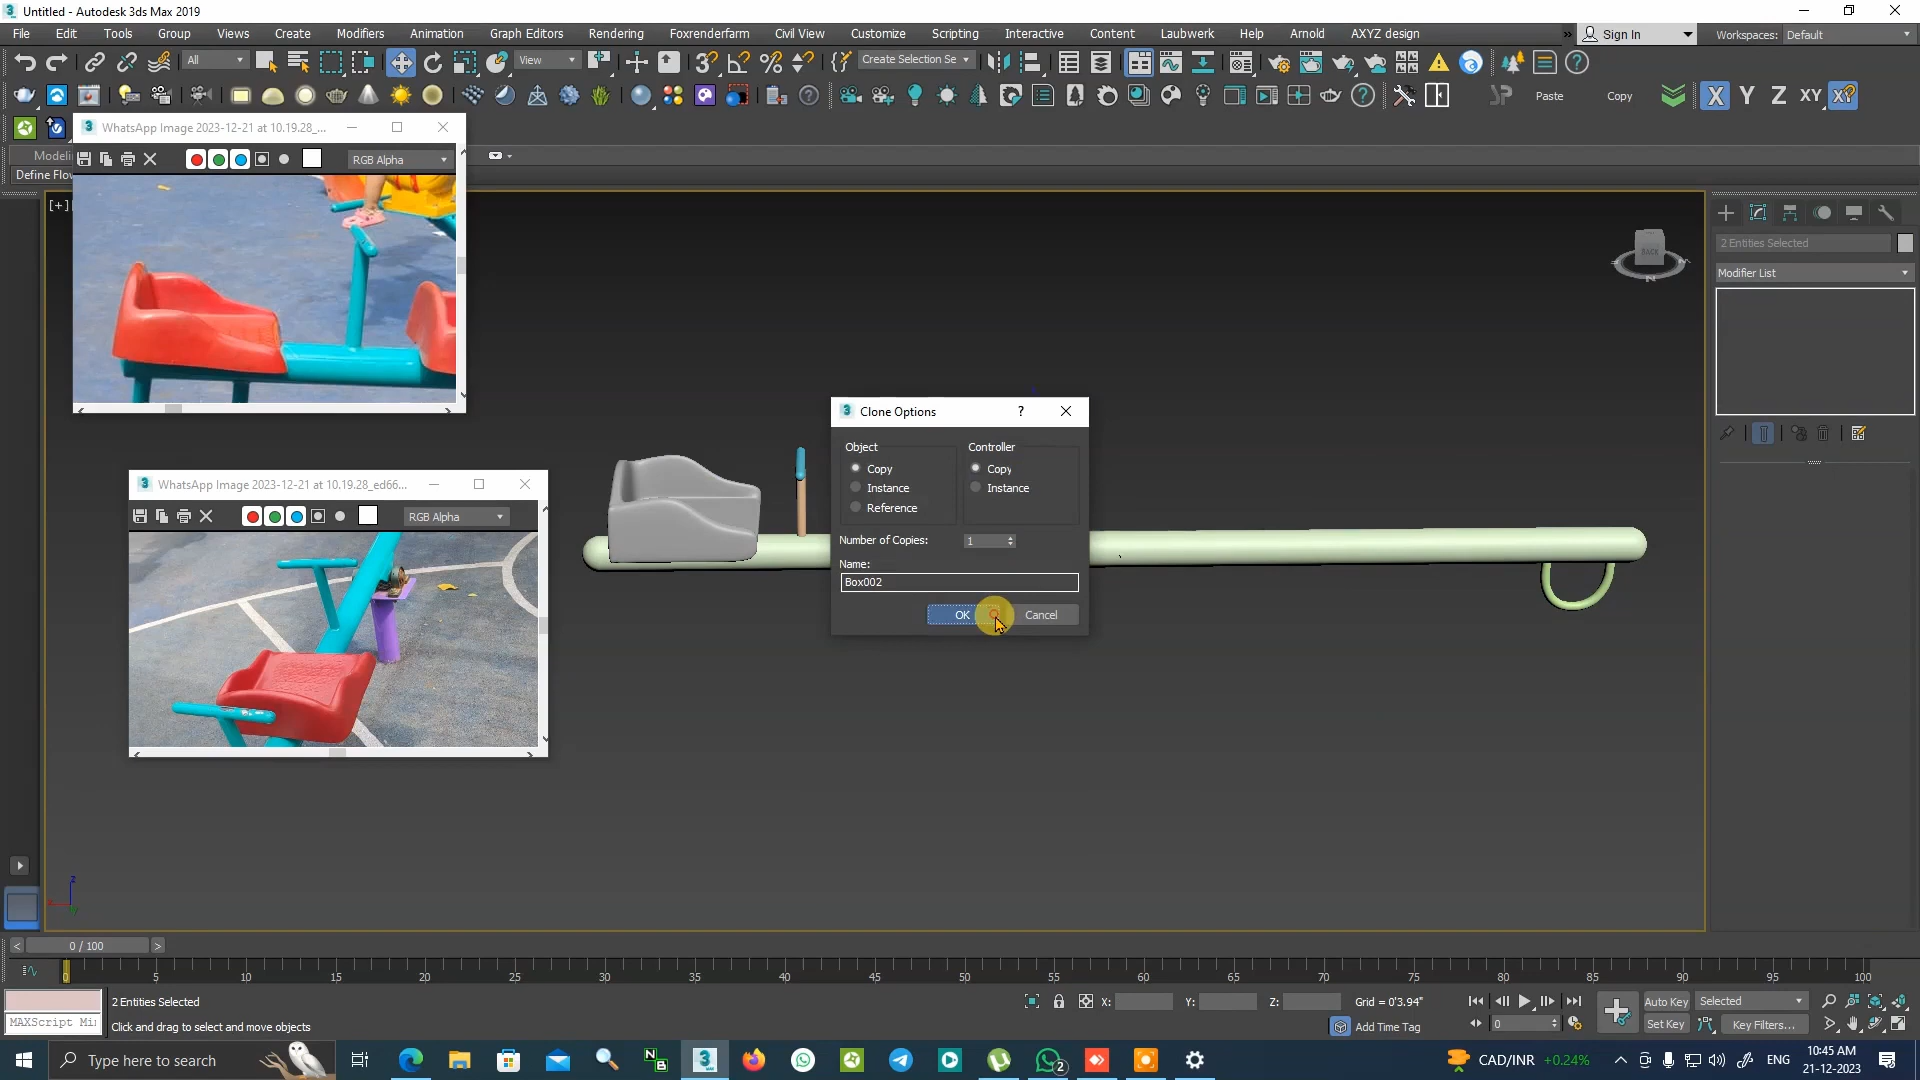 Untitled - Autodesk 3ds Max 2019
File Edit Tools Group Views Create Modifiers Animation Graph Editors Rendering Foxrenderfarm Civil View Customize Scripting Interactive Content Laubwerk Help Arnold AXYZ design
Sign In
Workspaces: Default
All
View
Create Selection Se
Paste
Copy
X Y Z XY
WhatsApp Image 2023-12-21 at 10.19.28_...
RGB Alpha
Modeli
Define Flov
[+]
2 Entities Selected
Modifier List
BACK
Clone Options
Object
Controller
Copy
Copy
Instance
Instance
Reference
Number of Copies: 1
Name:
Box002
OK
Cancel
WhatsApp Image 2023-12-21 at 10.19.28_ed66...
RGB Alpha
0 / 100
0 5 10 15 20 25 30 35 40 45 50 55 60 65 70 75 80 85 90 95 100
2 Entities Selected
X: Y: Z: Grid = 0'3.94"
Auto Key
Selected
MAXScript Mi
Click and drag to select and move objects
Add Time Tag
0
Set Key
Key Filters...
Type here to search
2
CAD/INR +0.24%
ENG
10:45 AM
21-12-2023